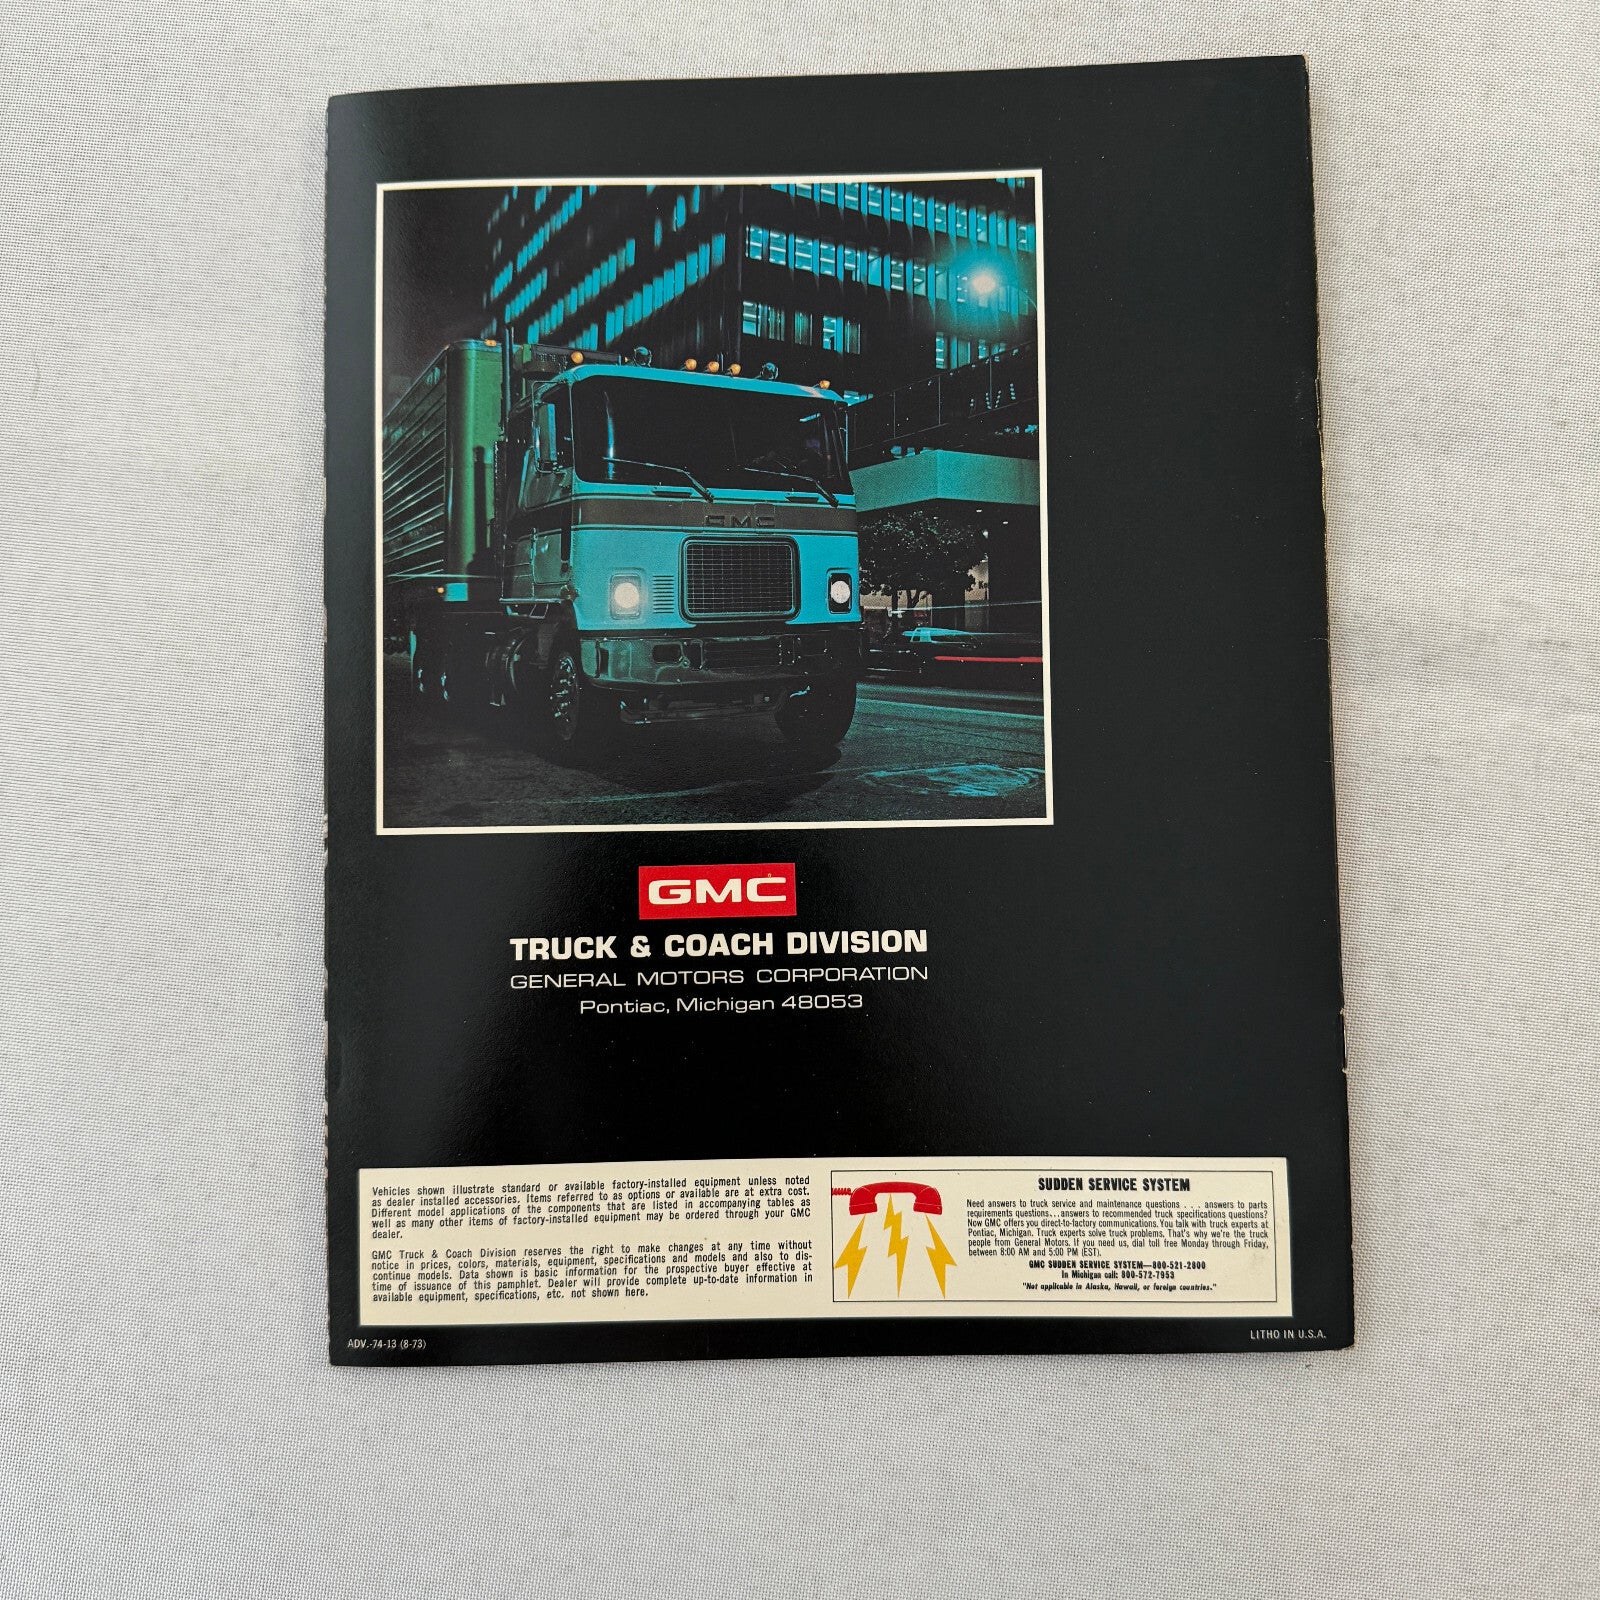 GMC
GMC
TRUCK & COACH DIVISION
GENERAL MOTORS CORPORATION
Pontiac, Michigan 48053
Vehicles shown illustrate standard or available factory-installed equipment unless noted
as dealer installed accessories. Items referred to as options or available are at extra cost.
Different model applications of the components that are listed in accompanying tables as
well as many other items of factory-installed equipment may be ordered through your GMC
dealer.
GMC Truck & Coach Division reserves the right to make changes at any time without
notice in prices, colors, materials, equipment, specifications and models and also to dis-
continue models. Data shown is basic information for the prospective buyer effective at
time of issuance of this pamphlet. Dealer will provide complete up-to-date information in
available equipment, specifications, etc. not shown here.
SUDDEN SERVICE SYSTEM
Need answers to truck service and maintenance questions . . . answers to parts
requirements questions...answers to recommended truck specifications questions?
Now GMC offers you direct-to-factory communications. You talk with truck experts at
Pontiac, Michigan. Truck experts solve truck problems. That's why we're the truck
people from General Motors. If you need us, dial toll free Monday through Friday,
between 8:00 AM and 5:00 PM (EST).
GMC SUDDEN SERVICE SYSTEM—800-521-2800
In Michigan call: 800-572-7953
"Not applicable in Alaska, Hawaii, or foreign countries."
ADV.-74-13 (8-73)
LITHO IN U.S.A.